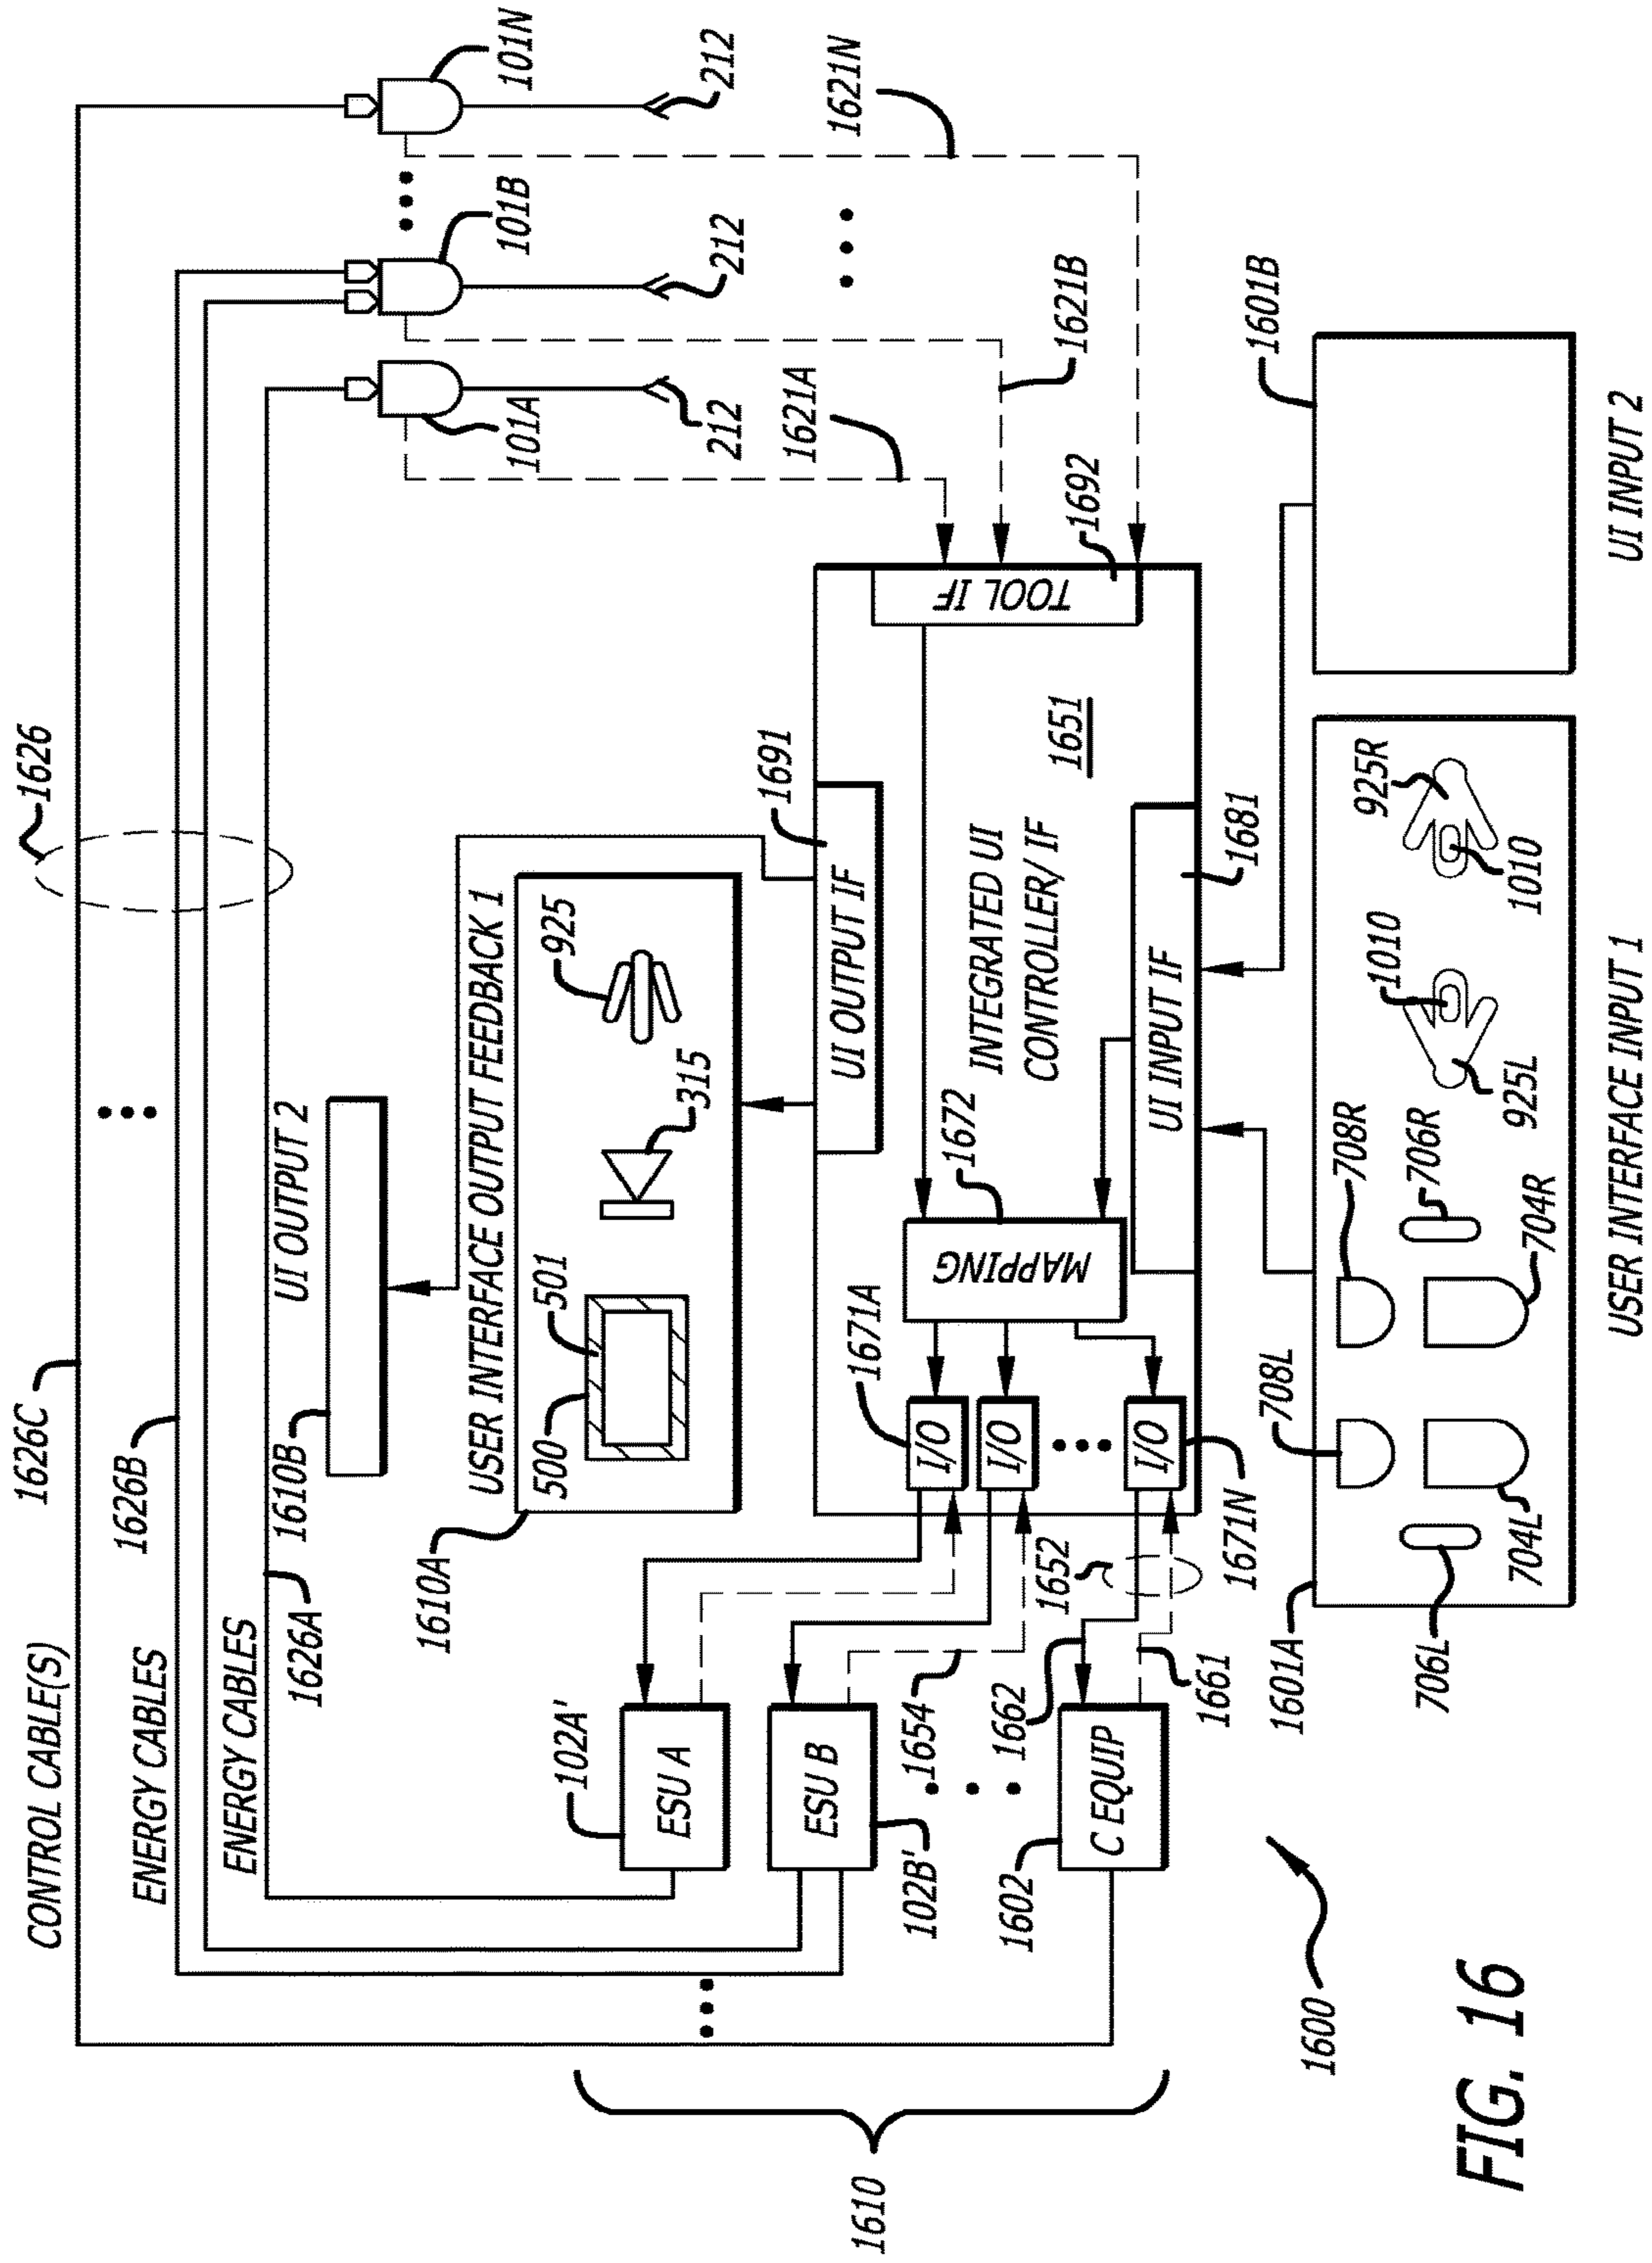 1626
CONTROL CABLE(S)
1626C
ENERGY CABLES
1626B
ENERGY CABLES
1626A
1610B
UI OUTPUT 2
101A
101B
101N
212
212
212
1621A
1621B
1621N
1610A
USER INTERFACE OUTPUT FEEDBACK 1
500
501
315
925
102A'
ESU A
ESU B
102B'
1654
1602
C EQUIP
1662
1661
1652
1610
1671A
I/O
I/O
I/O
1671N
MAPPING
1672
UI OUTPUT IF
1691
INTEGRATED UI
CONTROLLER/ IF
1651
TOOL IF
1692
UI INPUT IF
1681
1601A
706L
704L
708L
708R
706R
704R
925L
1010
1010
925R
USER INTERFACE INPUT 1
1601B
UI INPUT 2
1600
FIG. 16